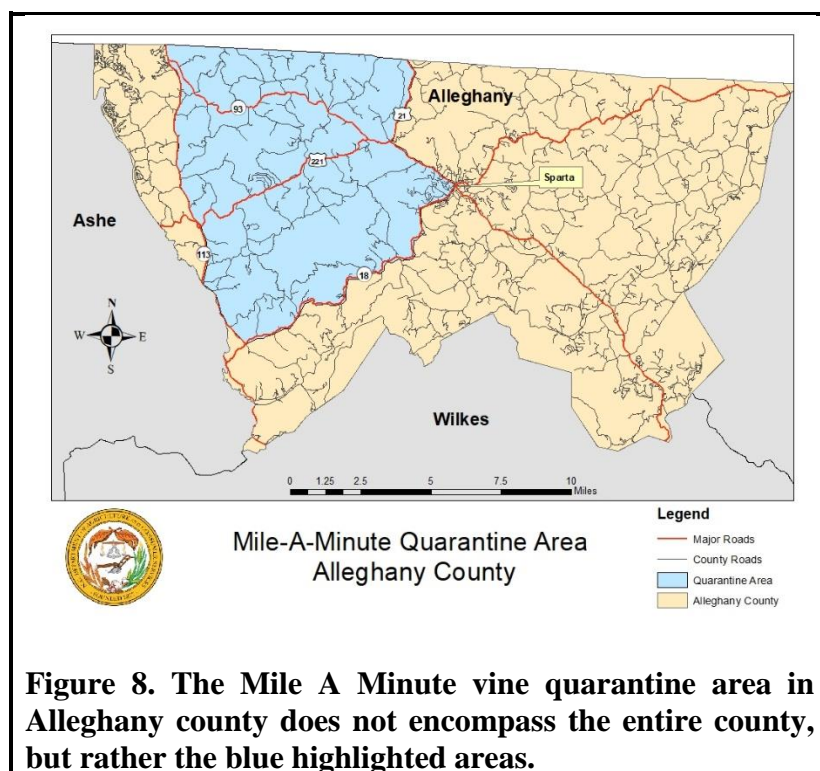 Alleghany
93
21
221
Sparta
Ashe
113
18
N
W
E
S
Wilkes
0 1.25 2.5 5 7.5 10
Miles
Mile-A-Minute Quarantine Area
Alleghany County
Legend
Major Roads
County Roads
Quarantine Area
Alleghany County
Figure 8. The Mile A Minute vine quarantine area in
Alleghany county does not encompass the entire county,
but rather the blue highlighted areas.